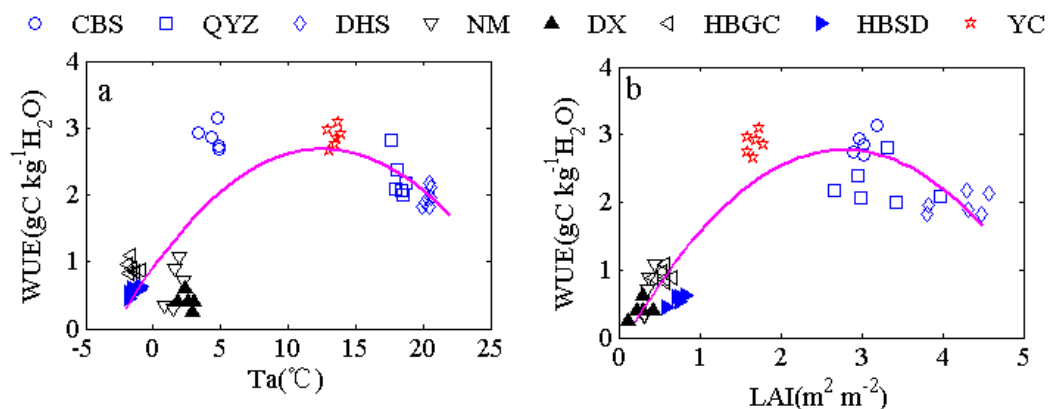 CBS QYZ DHS NM DX HBGC HBSD YC
a
4
3
2
1
0
WUE(gC kg⁻¹H₂O)
-5 0 5 10 15 20 25
Ta(℃)
b
4
3
2
1
0
WUE(gC kg⁻¹H₂O)
0 1 2 3 4 5
LAI(m² m⁻²)